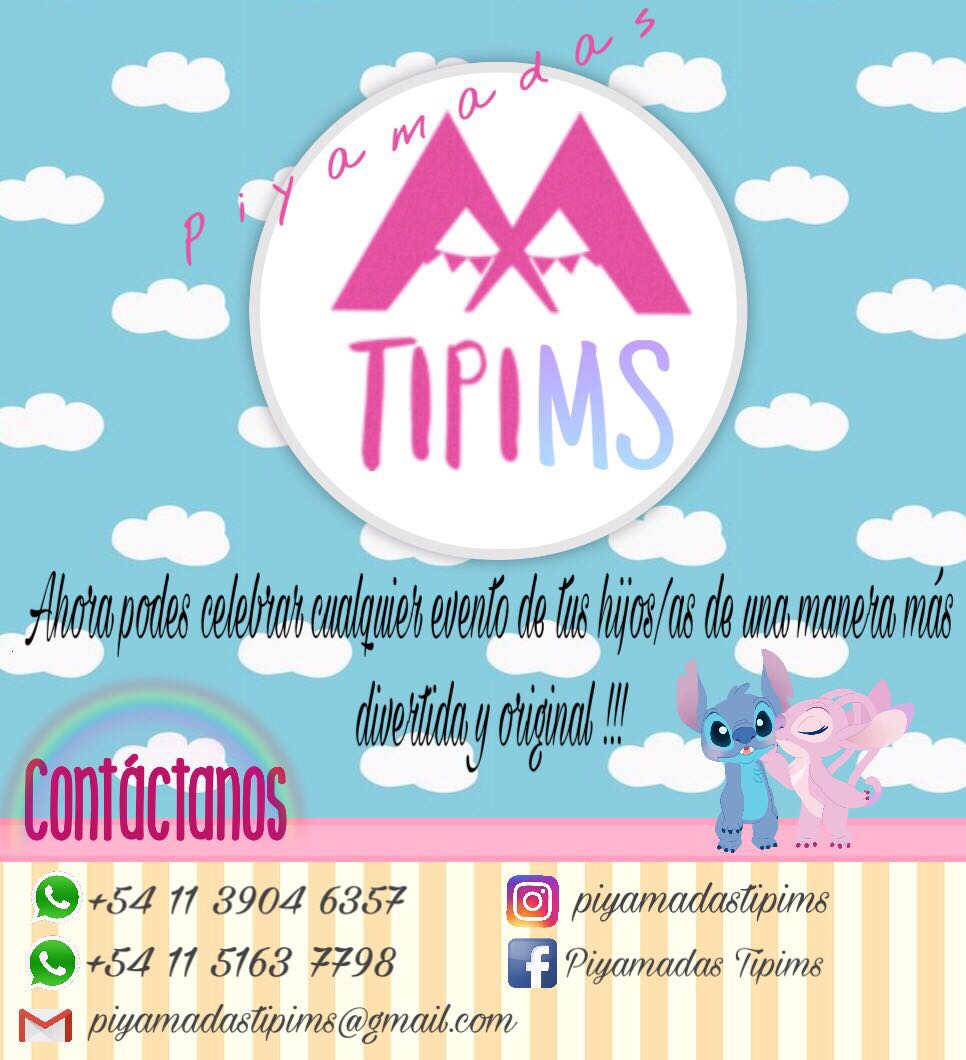 piyamadas
TIPIMS
Ahora podes celebrar cualquier evento de tus hijos/as de una manera más
divertida y original !!!
Contáctanos
+54 11 3904 6357
+54 11 5163 7798
piyamadastipims@gmail.com
piyamadastipims
Piyamadas Tipims